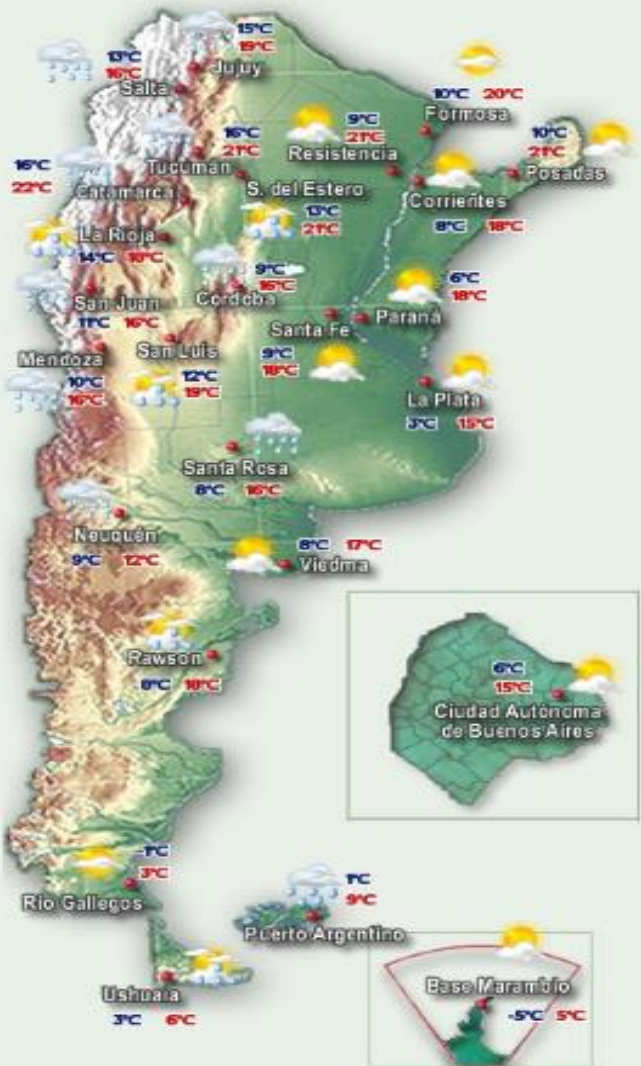 15°C
19°C
Jujuy
13°C
16°C
Salta
10°C 20°C
Formosa
16°C
21°C
Tucumán
9°C
21°C
Resistencia
10°C
21°C
Posadas
16°C
22°C
Catamarca
S. del Estero
13°C
21°C
Corrientes
8°C 18°C
La Rioja
14°C
9°C
16°C
Córdoba
San Juan
11°C 16°C
6°C
18°C
Santa Fe
Paraná
9°C
18°C
Mendoza
10°C
16°C
San Luis
12°C
19°C
La Plata
3°C 15°C
Santa Rosa
8°C 16°C
Neuquén
9°C 12°C
8°C 17°C
Viedma
Rawson
8°C 18°C
6°C
15°C
Ciudad Autónoma
de Buenos Aires
-1°C
3°C
Río Gallegos
1°C
9°C
Puerto Argentino
Ushuaia
3°C 6°C
Base Marambio
-5°C 5°C